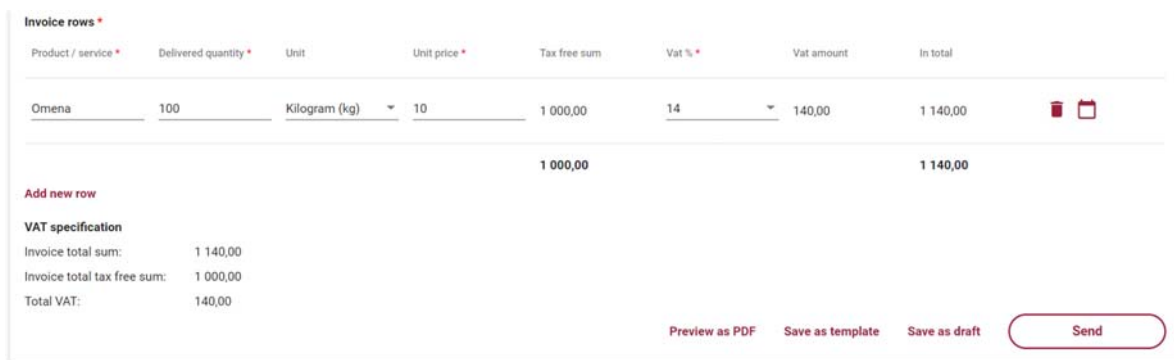 Invoice rows *
Product / service * Delivered quantity * Unit Unit price * Tax free sum Vat % * Vat amount In total
Omena 100 Kilogram (kg) 10 1 000,00 14 140,00 1 140,00
1 000,00 1 140,00
Add new row
VAT specification
Invoice total sum: 1 140,00
Invoice total tax free sum: 1 000,00
Total VAT: 140,00
Preview as PDF Save as template Save as draft Send